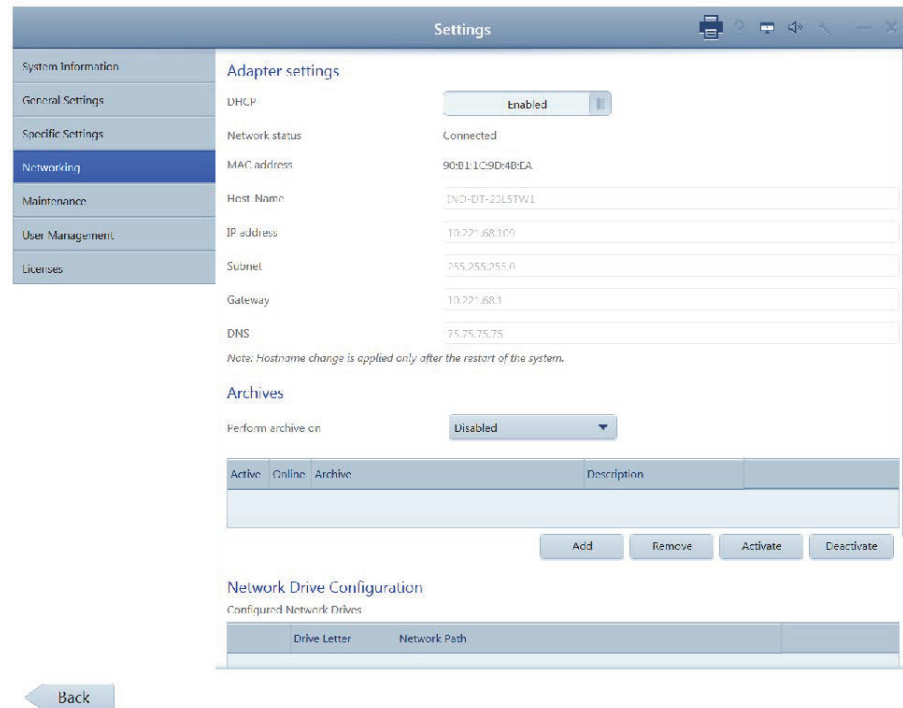 Settings
System Information
General Settings
Specific Settings
Networking
Maintenance
User Management
Licenses
Adapter settings
DHCP Enabled
Network status Connected
MAC address 90:B1:1C:9D:4B:EA
Host Name IND-DT-23L5TW1
IP address 10.221.68.109
Subnet 255.255.255.0
Gateway 10.221.68.1
DNS 75.75.75.75
Note: Hostname change is applied only after the restart of the system.
Archives
Perform archive on Disabled
Active Online Archive Description
Add Remove Activate Deactivate
Network Drive Configuration
Configured Network Drives
Drive Letter Network Path
Back